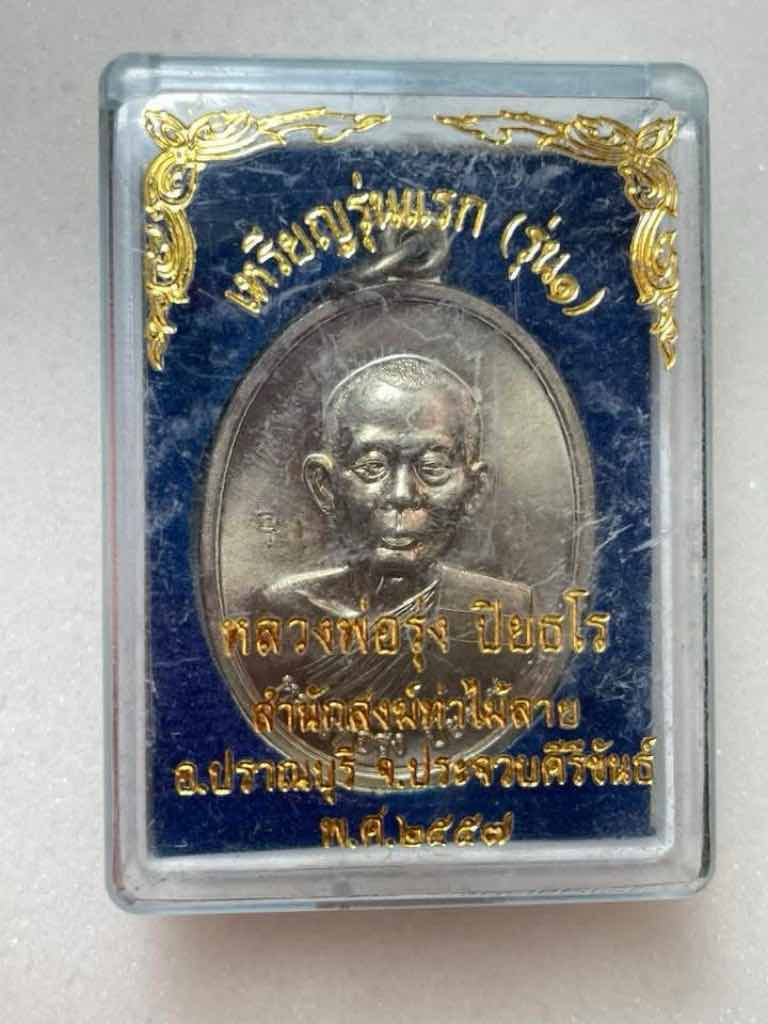 เหรียญรุ่นแรก (รุ่น๑)
หลวงพ่อรุ่ง ปิยธโร
สำนักสงฆ์ท่าไม้ลาย
อ.ปราณบุรี จ.ประจวบคีรีขันธ์
พ.ศ.๒๕๕๗